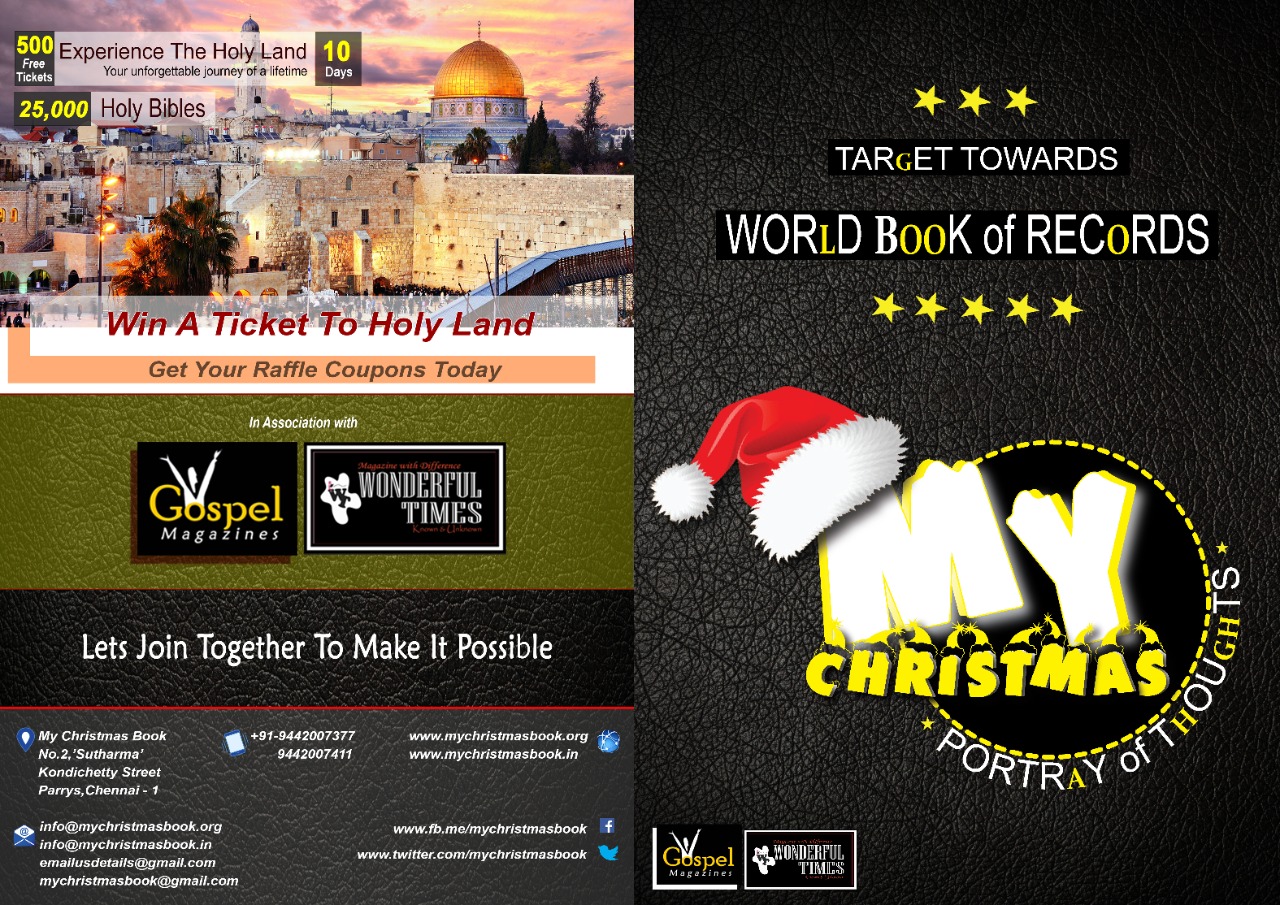 500
Free
Tickets
Experience The Holy Land
Your unforgettable journey of a lifetime
10
Days
25,000 Holy Bibles
Win A Ticket To Holy Land
Get Your Raffle Coupons Today
In Association with
Gospel
Magazines
Magazine with Difference
WT
WONDERFUL
TIMES
Known & Unknown
Lets Join Together To Make It Possible
My Christmas Book
No.2,'Sutharma'
Kondichetty Street
Parrys,Chennai - 1
+91-9442007377
9442007411
www.mychristmasbook.org
www.mychristmasbook.in
info@mychristmasbook.org
info@mychristmasbook.in
emailusdetails@gmail.com
mychristmasbook@gmail.com
www.fb.me/mychristmasbook
www.twitter.com/mychristmasbook
TARGET TOWARDS
WORLD BOOK of RECORDS
MY
CHRISTMAS
PORTRAY of THOUGHTS
Gospel
Magazines
WONDERFUL
TIMES